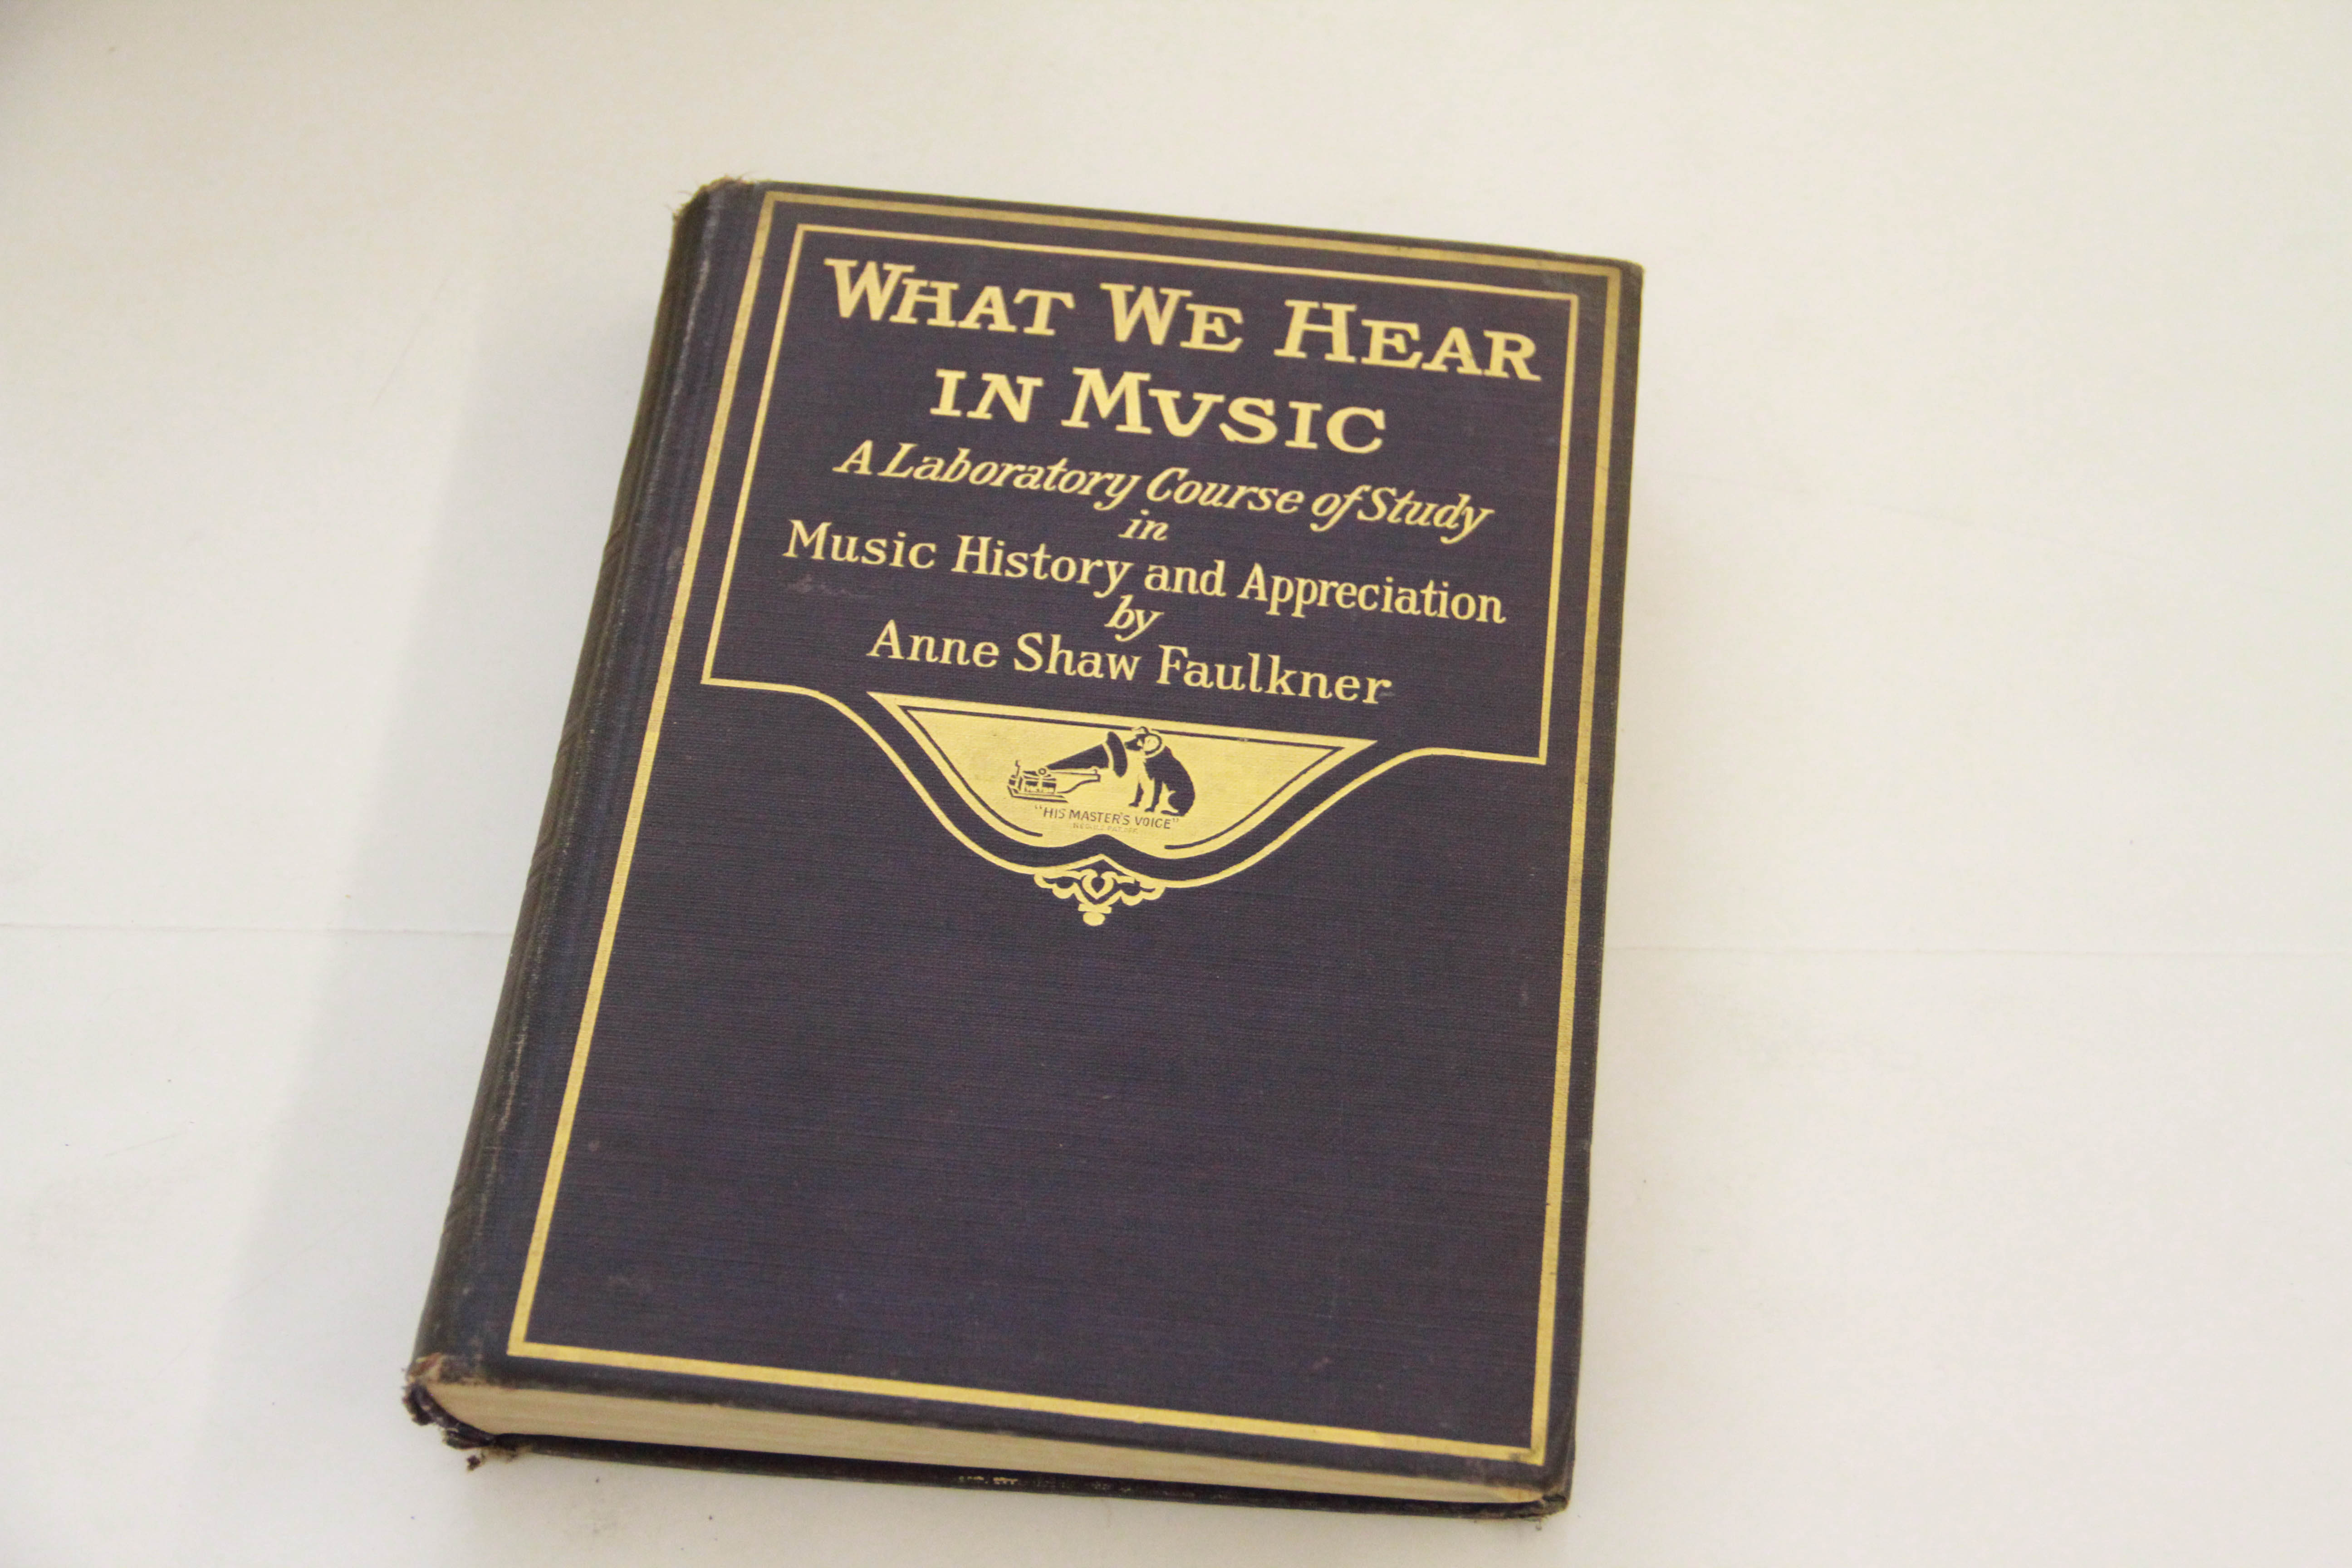 WHAT WE HEAR
IN MVSIC
A Laboratory Course of Study
in
Music History and Appreciation
by
Anne Shaw Faulkner
"HIS MASTER'S VOICE"